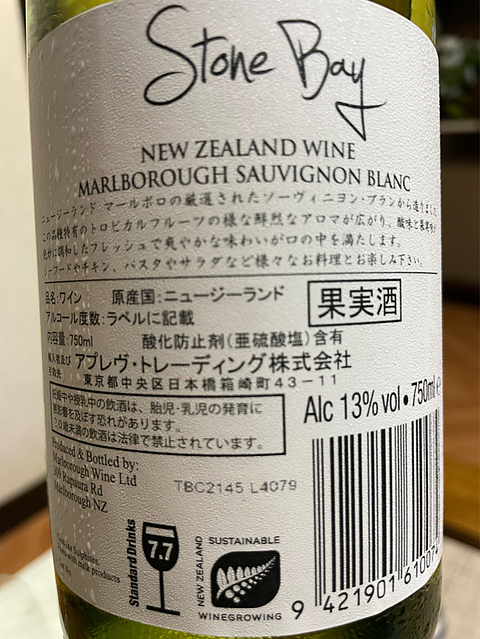 Stone Bay
NEW ZEALAND WINE
MARLBOROUGH SAUVIGNON BLANC
ニュージーランド マールボロの厳選されたソーヴィニヨン・ブランから造りました。
この品種特有のトロピカルフルーツの様な鮮烈なアロマが広がり、酸味と果実味が
絶妙に調和したフレッシュで爽やかな味わいが口の中を満たします。
シーフードやチキン、パスタやサラダなど様々なお料理とお楽しみ下さい。
品名:ワイン 原産国:ニュージーランド
アルコール度数:ラベルに記載
果実酒
内容量:750ml 酸化防止剤(亜硫酸塩)含有
輸入者及び アプレヴ・トレーディング株式会社
引取先 東京都中央区日本橋箱崎町43-11
妊娠中や授乳中の飲酒は、胎児・乳児の発育に
悪影響を及ぼす恐れがあります。
20歳未満の飲酒は法律で禁止されています。
Alc 13% vol • 750ml e
Produced & Bottled by:
Marlborough Wine Ltd
Rapaura Rd
Marlborough NZ
TBC2145 L4079
Standard Drinks
7.7
NEW ZEALAND
SUSTAINABLE
WINEGROWING
9 421901 61007